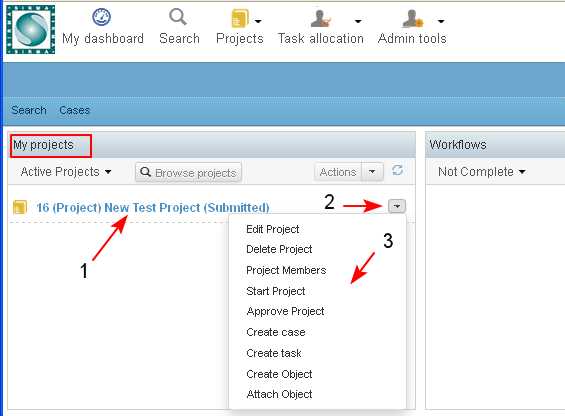 SIRMA
My dashboard Search Projects Task allocation Admin tools
Search Cases
My projects Workflows
Active Projects Browse projects Actions Not Complete
16 (Project) New Test Project (Submitted) 2
1
3
Edit Project
Delete Project
Project Members
Start Project
Approve Project
Create case
Create task
Create Object
Attach Object